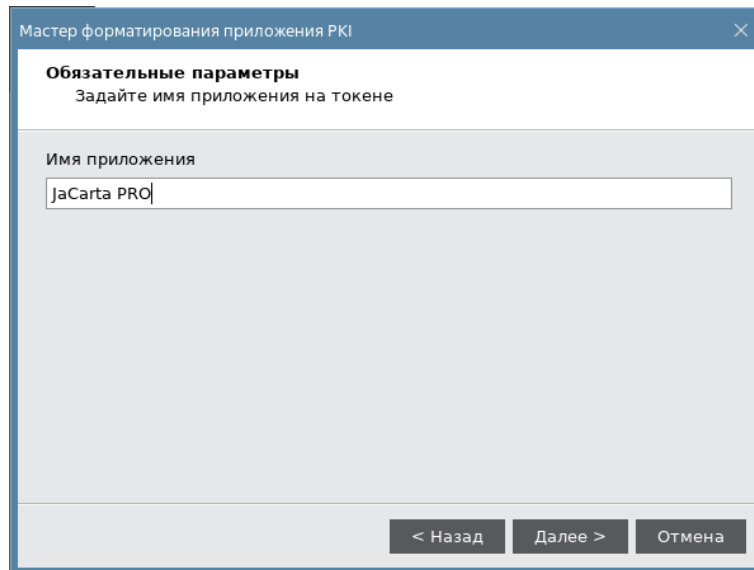 Мастер форматирования приложения PKI
Обязательные параметры
Задайте имя приложения на токене
Имя приложения
JaCarta PRO
< Назад
Далее >
Отмена